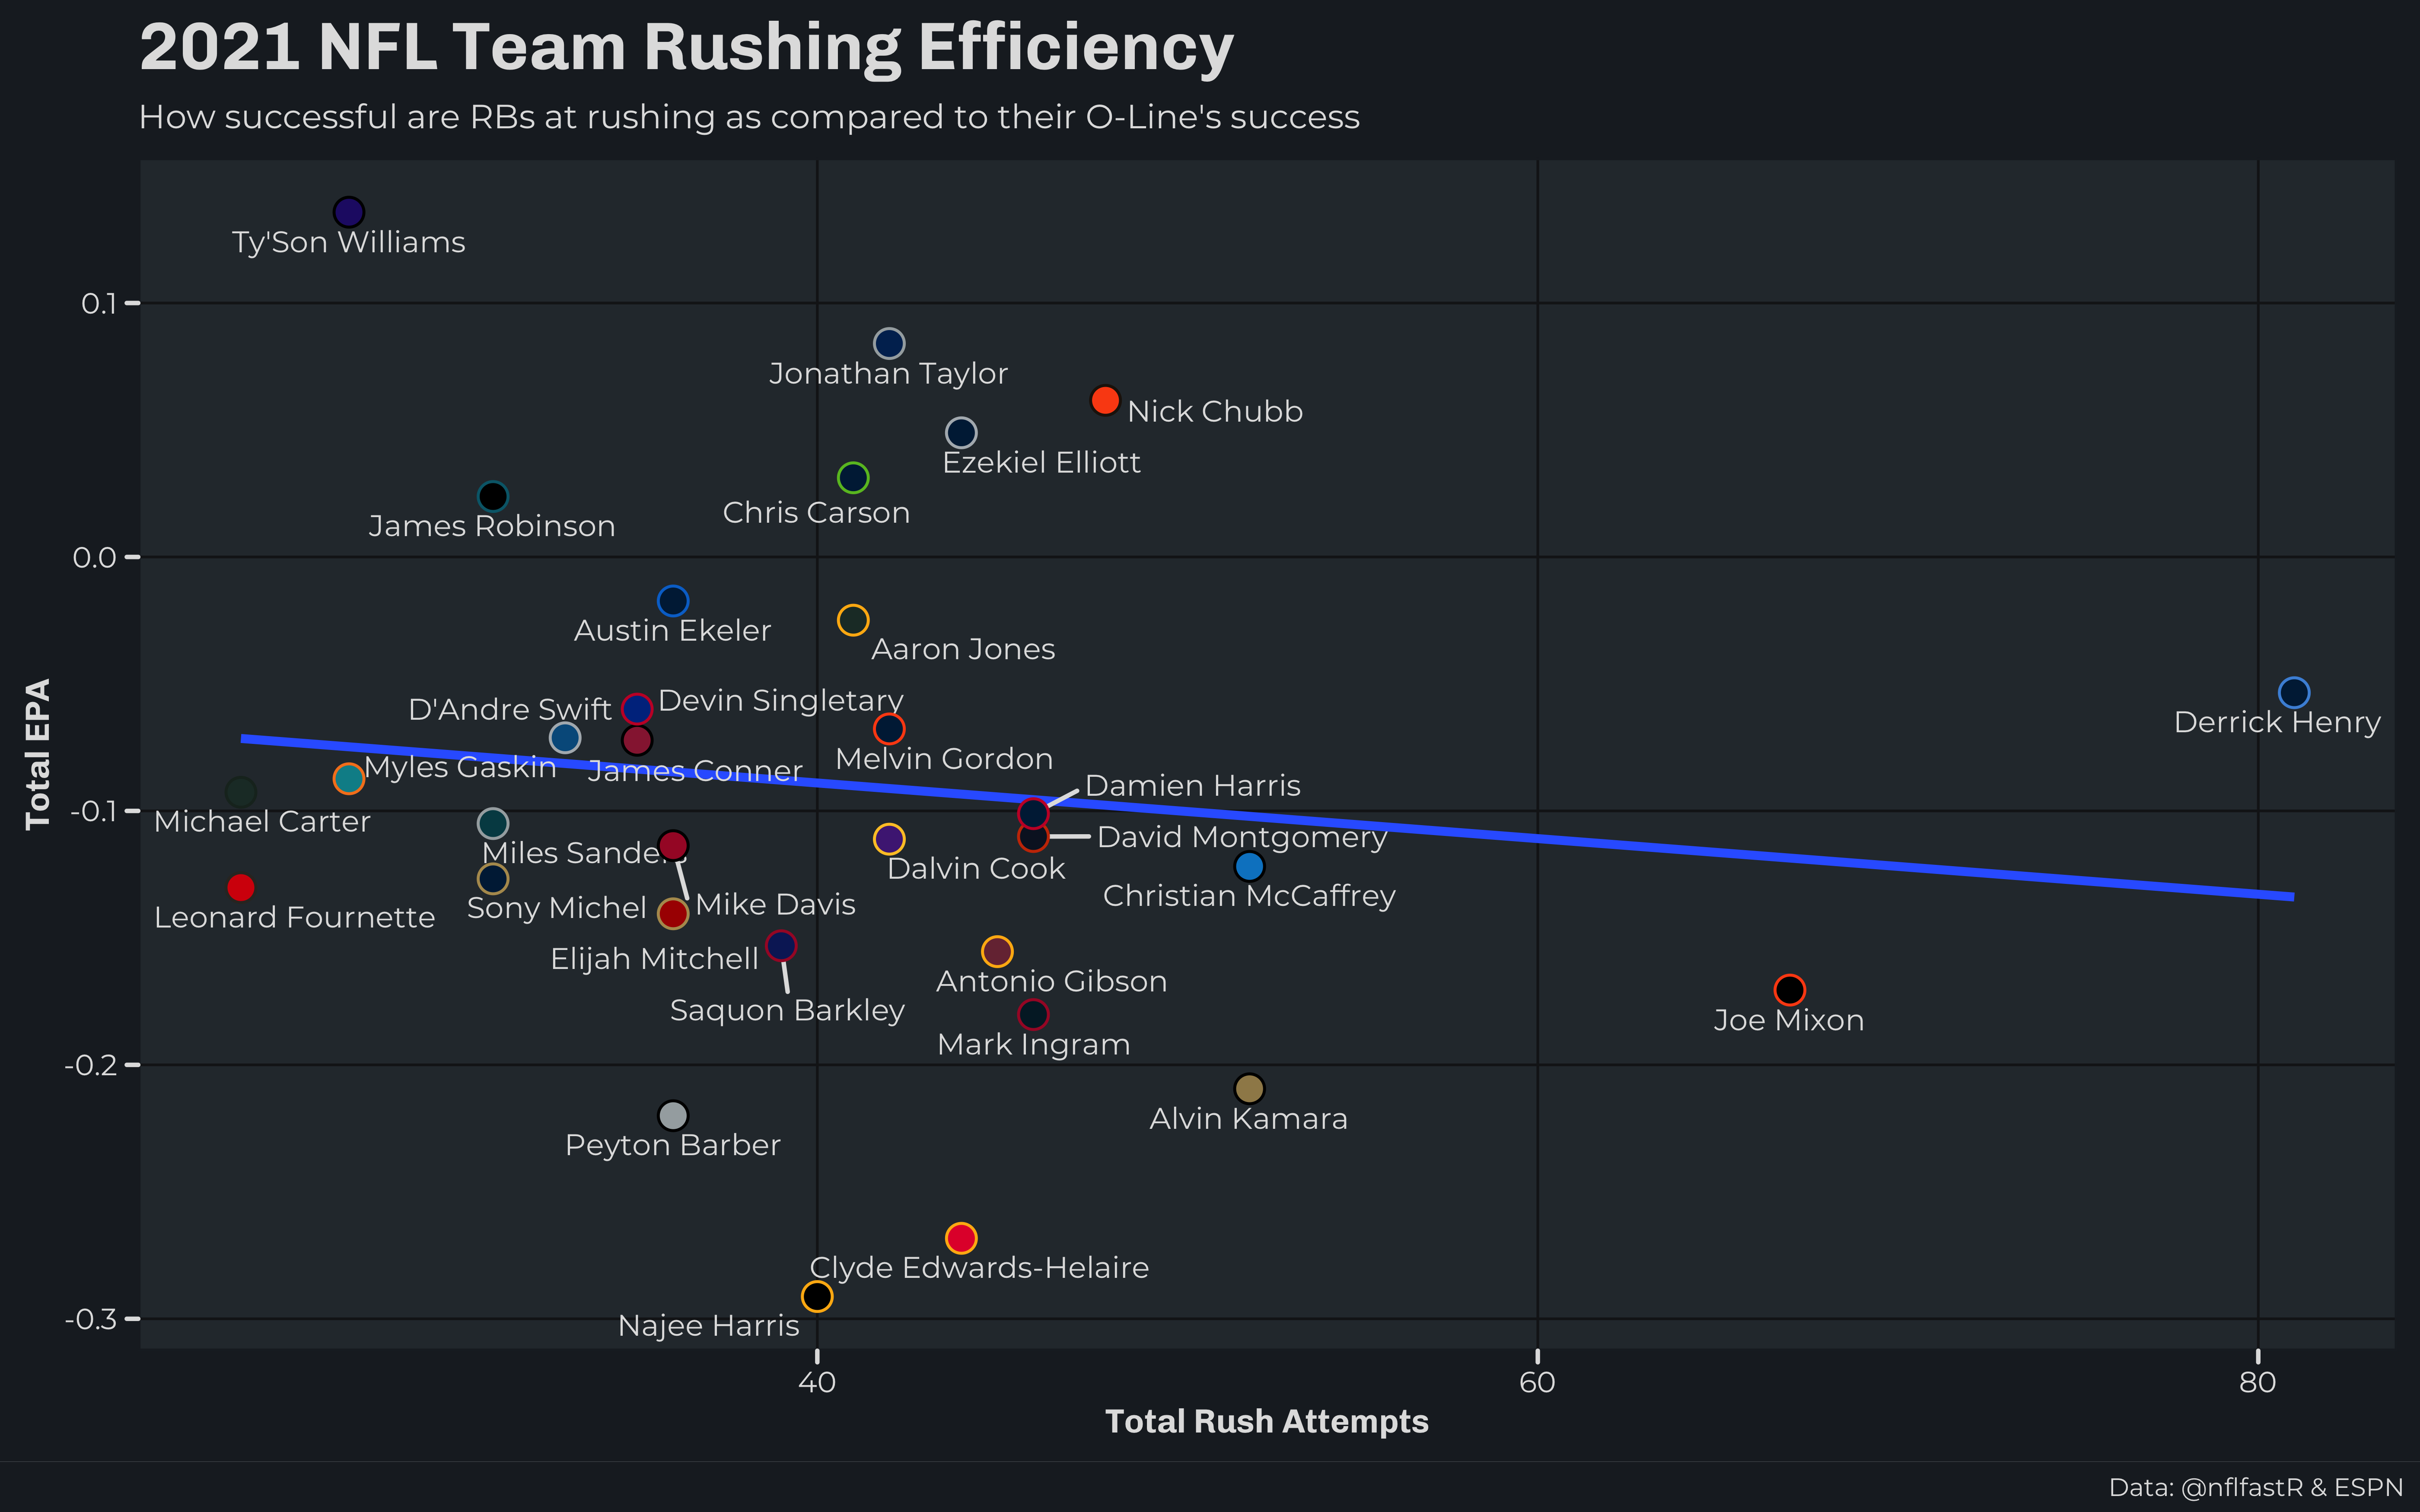 2021 NFL Team Rushing Efficiency
How successful are RBs at rushing as compared to their O-Line's success
Ty'Son Williams
0.1
Jonathan Taylor
Nick Chubb
Ezekiel Elliott
Chris Carson
James Robinson
0.0
Austin Ekeler
Aaron Jones
Devin Singletary
D'Andre Swift
Derrick Henry
Melvin Gordon
Myles Gaskin
James Conner
Damien Harris
-0.1
Michael Carter
David Montgomery
Miles Sanders
Dalvin Cook
Christian McCaffrey
Mike Davis
Sony Michel
Leonard Fournette
Elijah Mitchell
Antonio Gibson
Saquon Barkley
Joe Mixon
Mark Ingram
-0.2
Alvin Kamara
Peyton Barber
Clyde Edwards-Helaire
-0.3
Najee Harris
Total EPA
40
60
80
Total Rush Attempts
Data: @nflfastR & ESPN